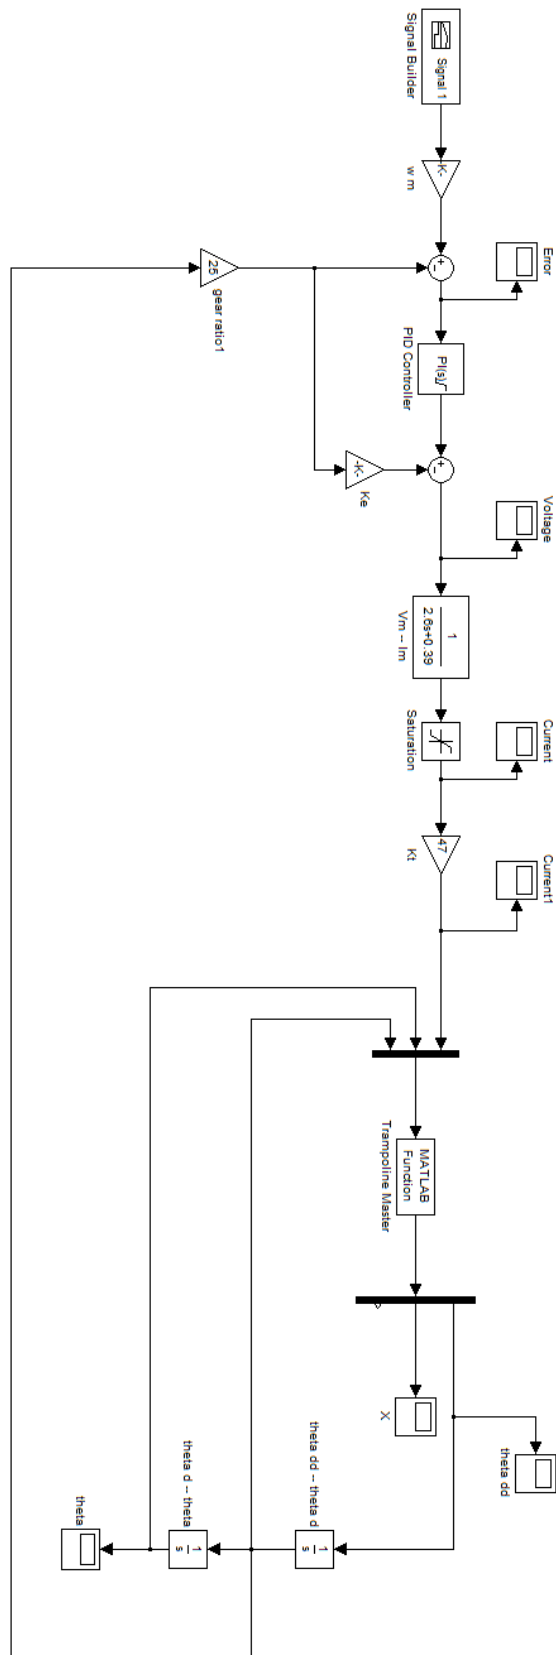 Signal 1
Signal Builder
-K-
w m
+
-
Error
25
gear ratio1
PI(s)
PID Controller
-K-
Ke
+
-
Voltage
1
2.6s+0.39
Vm -- Im
Saturation
Current
47
Kt
Current1
MATLAB
Function
Trampoline Master
X
theta dd
1
s
theta dd -- theta d
1
s
theta d -- theta
theta